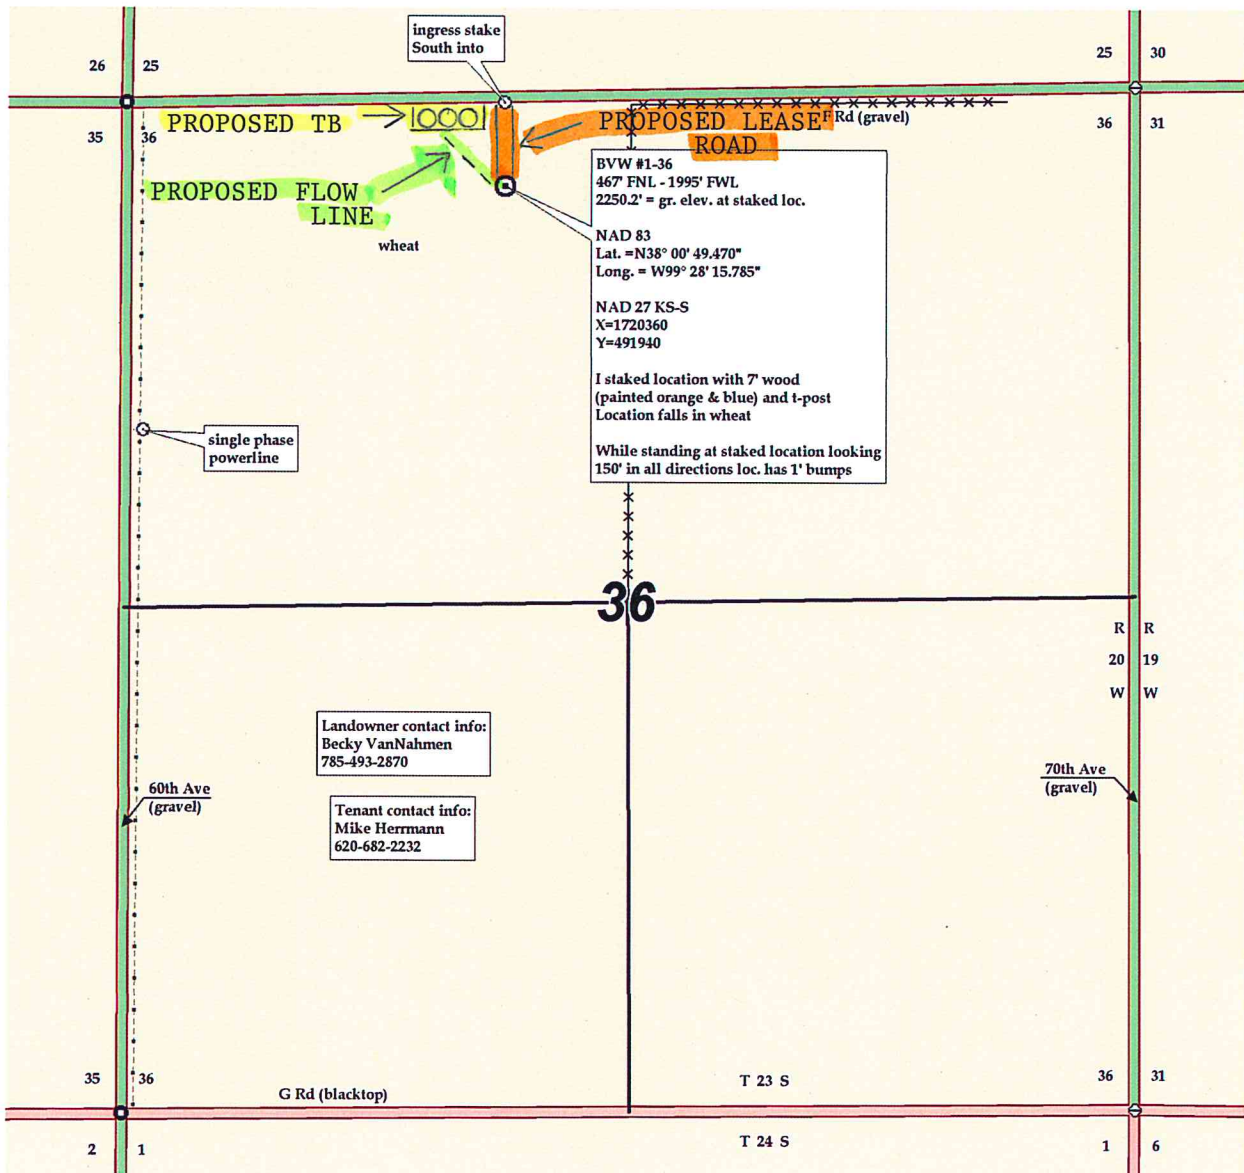 ingress stake
South into
26 25
25 30
35 36
36 31
PROPOSED TB
PROPOSED LEASE
ROAD
F Rd (gravel)
PROPOSED FLOW
LINE
wheat
BVW #1-36
467' FNL - 1995' FWL
2250.2' = gr. elev. at staked loc.
NAD 83
Lat. =N38° 00' 49.470"
Long. = W99° 28' 15.785"
NAD 27 KS-S
X=1720360
Y=491940
I staked location with 7' wood
(painted orange & blue) and t-post
Location falls in wheat
While standing at staked location looking
150' in all directions loc. has 1' bumps
single phase
powerline
36
R R
20 19
W W
Landowner contact info:
Becky VanNahmen
785-493-2870
60th Ave
(gravel)
70th Ave
(gravel)
Tenant contact info:
Mike Herrmann
620-682-2232
35 36
36 31
G Rd (blacktop)
T 23 S
T 24 S
2 1
1 6